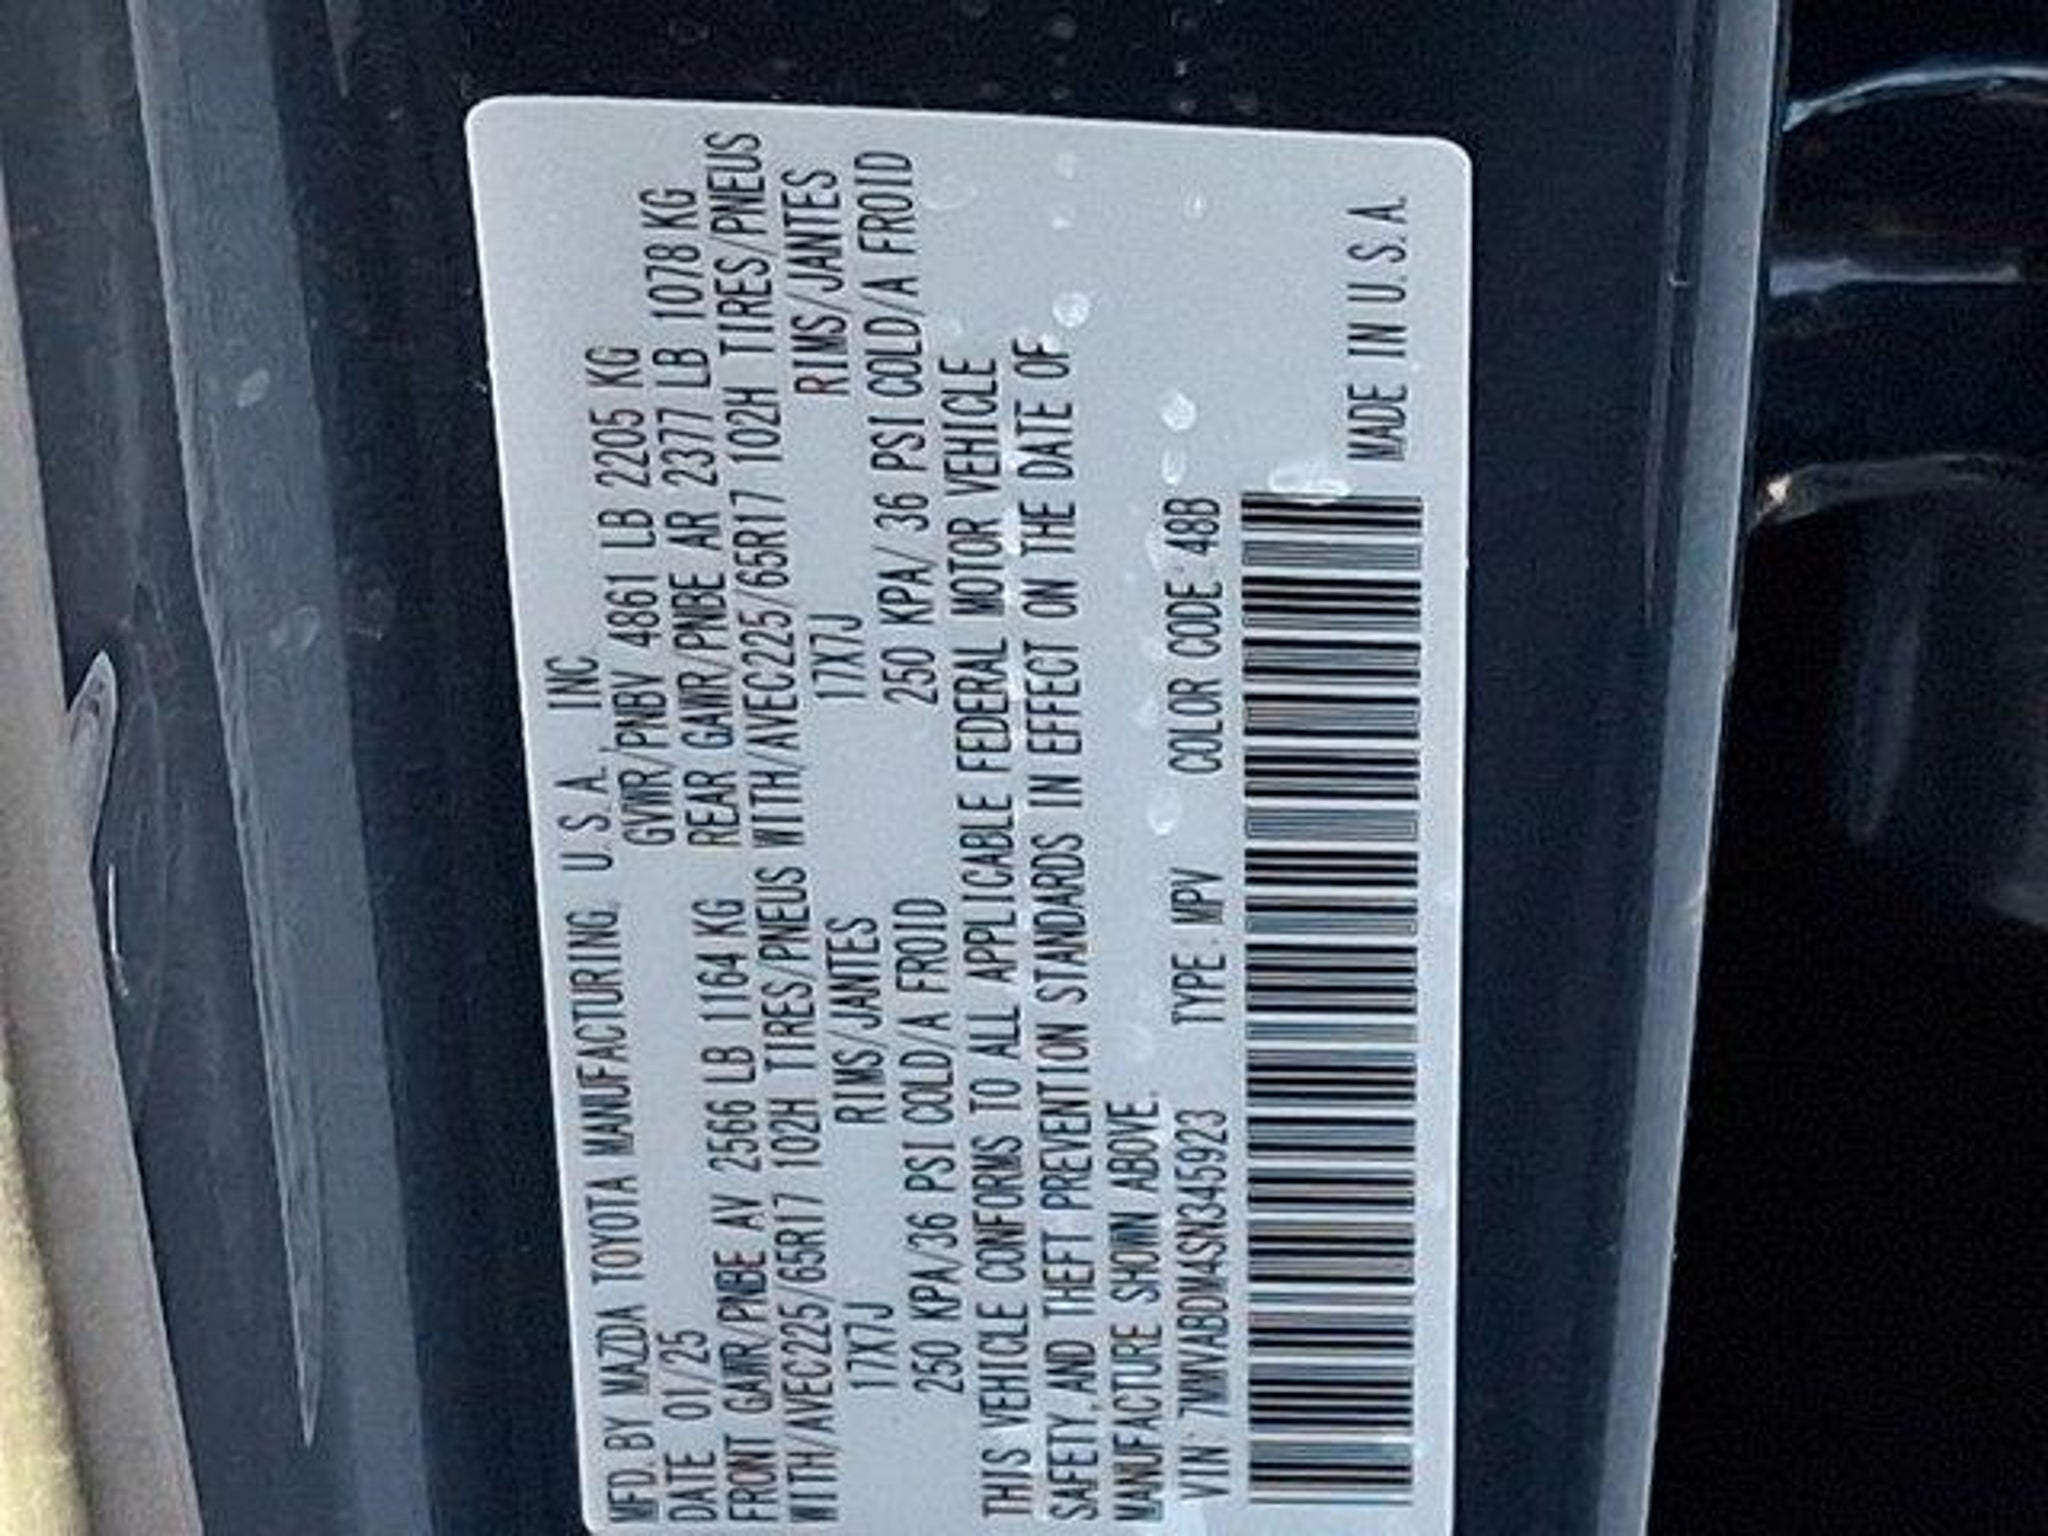 MFD. BY MAZDA TOYOTA MANUFACTURING, U.S.A., INC.
DATE 01/25 GVWR/PNBV 4861 LB 2205 KG
FRONT GAWR/PNBE AV 2566 LB 1164 KG REAR GAWR/PNBE AR 2377 LB 1078 KG
WITH/AVEC225/65R17 102H TIRES/PNEUS WITH/AVEC225/65R17 102H TIRES/PNEUS
17X7J RIMS/JANTES 17X7J RIMS/JANTES
250 KPA/36 PSI COLD/A FROID 250 KPA/ 36 PSI COLD/A FROID
THIS VEHICLE CONFORMS TO ALL APPLICABLE FEDERAL MOTOR VEHICLE
SAFETY, AND THEFT PREVENTION STANDARDS IN EFFECT ON THE DATE OF
MANUFACTURE SHOWN ABOVE.
VIN: 7MMVABDM4SN345923 TYPE: MPV COLOR CODE 48B
MADE IN U.S.A.